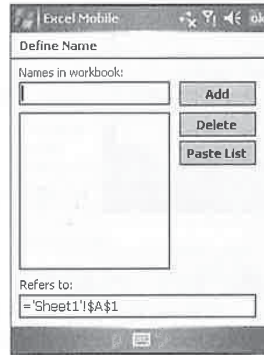 Excel Mobile ok
Define Name
Names in workbook:
Add
Delete
Paste List
Refers to:
='Sheet1'!$A$1